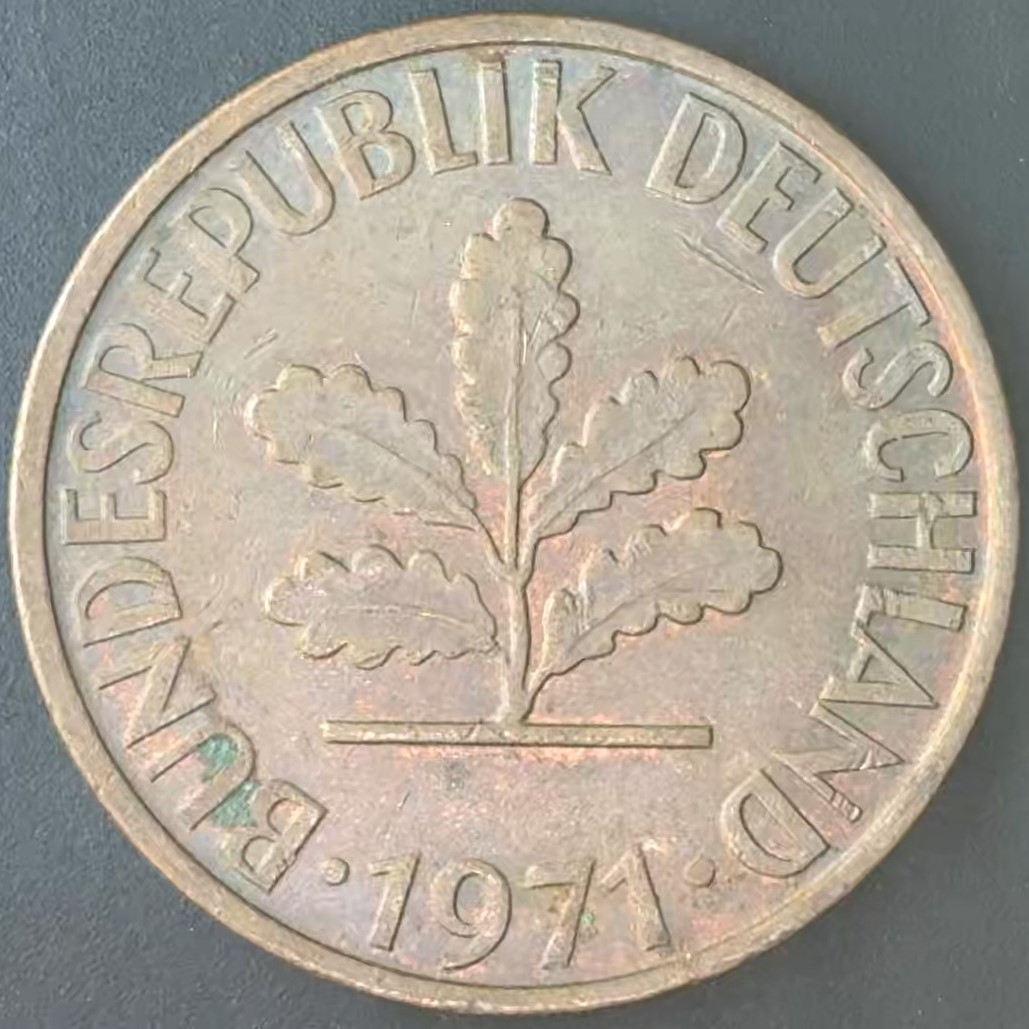 BUNDESREPUBLIK DEUTSCHLAND
· 1971 ·